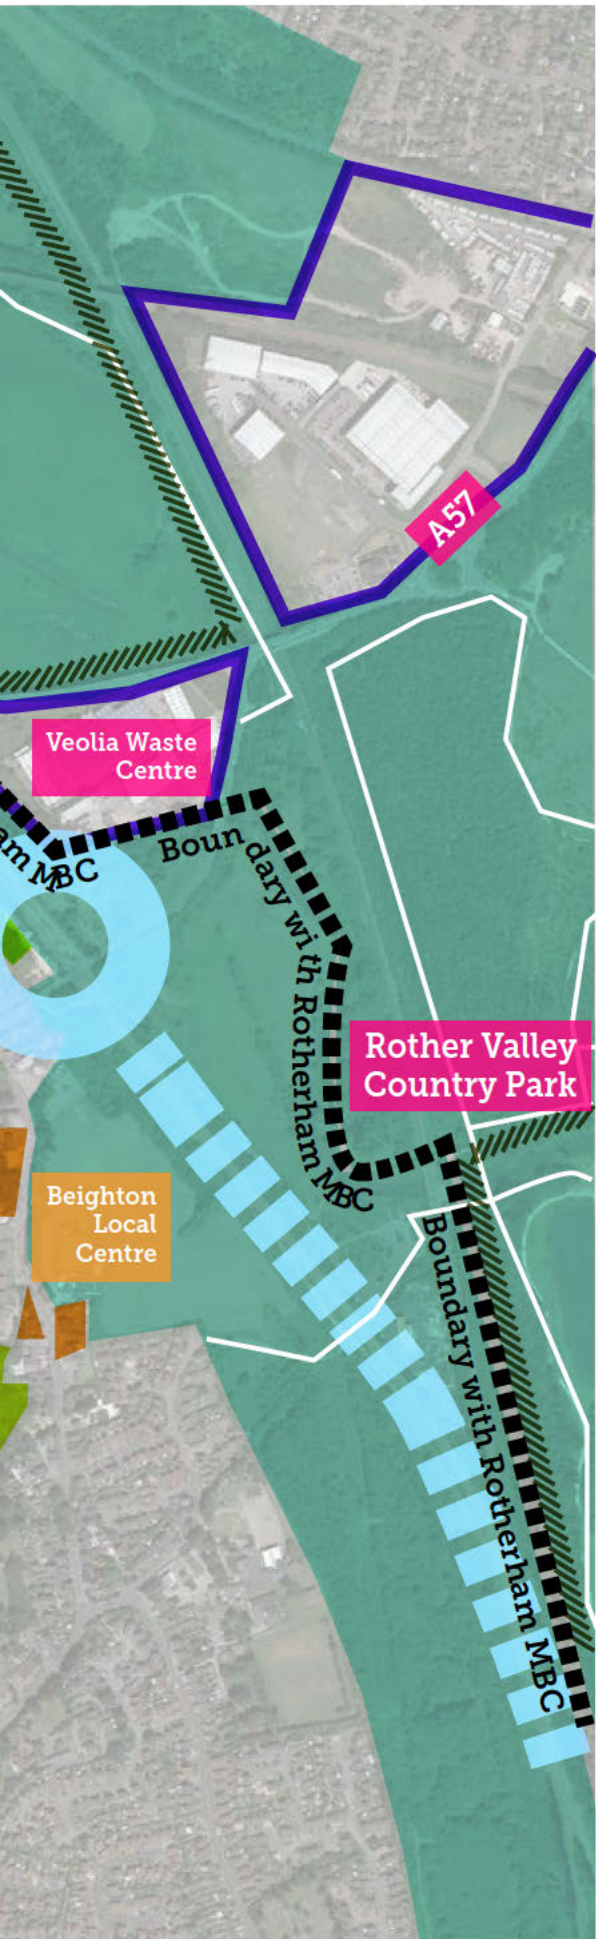 A57
Veolia Waste
Centre
am MBC
Boundary with Rotherham MBC
Rother Valley
Country Park
Beighton
Local
Centre
Boundary with Rotherham MBC